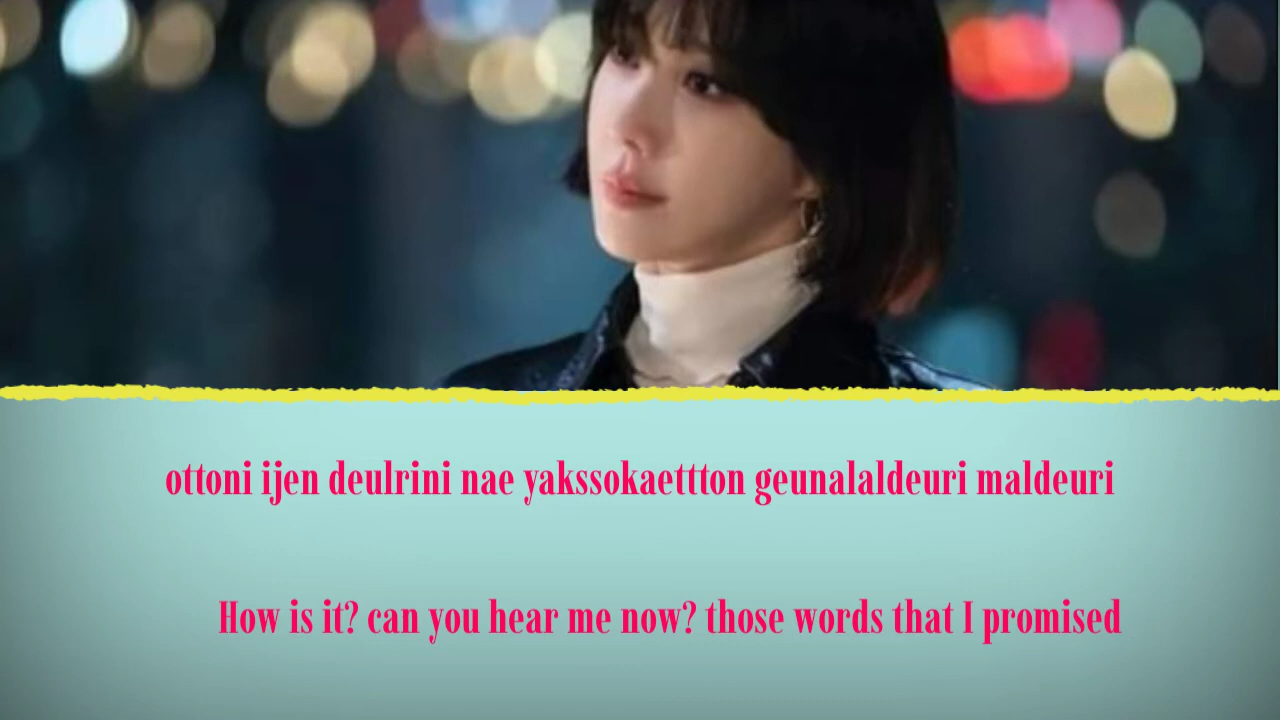 ottoni ijen deulrini nae yakssokaettton geunalaldeuri maldeuri
How is it? can you hear me now? those words that I promised